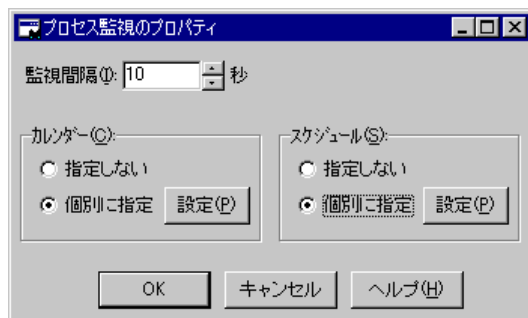 プロセス監視のプロパティ
監視間隔(I): 10 秒
カレンダー(C):
指定しない
個別に指定 設定(P)
スケジュール(S):
指定しない
個別に指定 設定(P)
OK キャンセル ヘルプ(H)